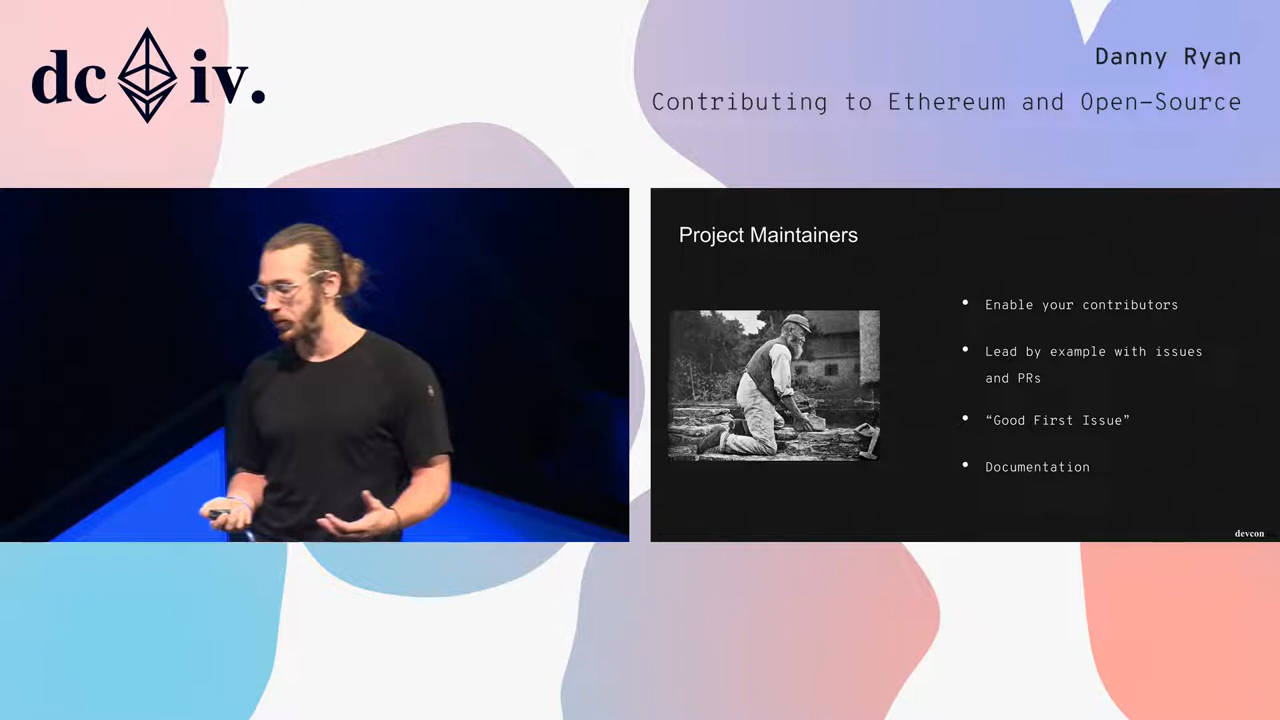 dc iv.
Danny Ryan
Contributing to Ethereum and Open-Source
Project Maintainers
• Enable your contributors
• Lead by example with issues
and PRs
• “Good First Issue”
• Documentation
devcon